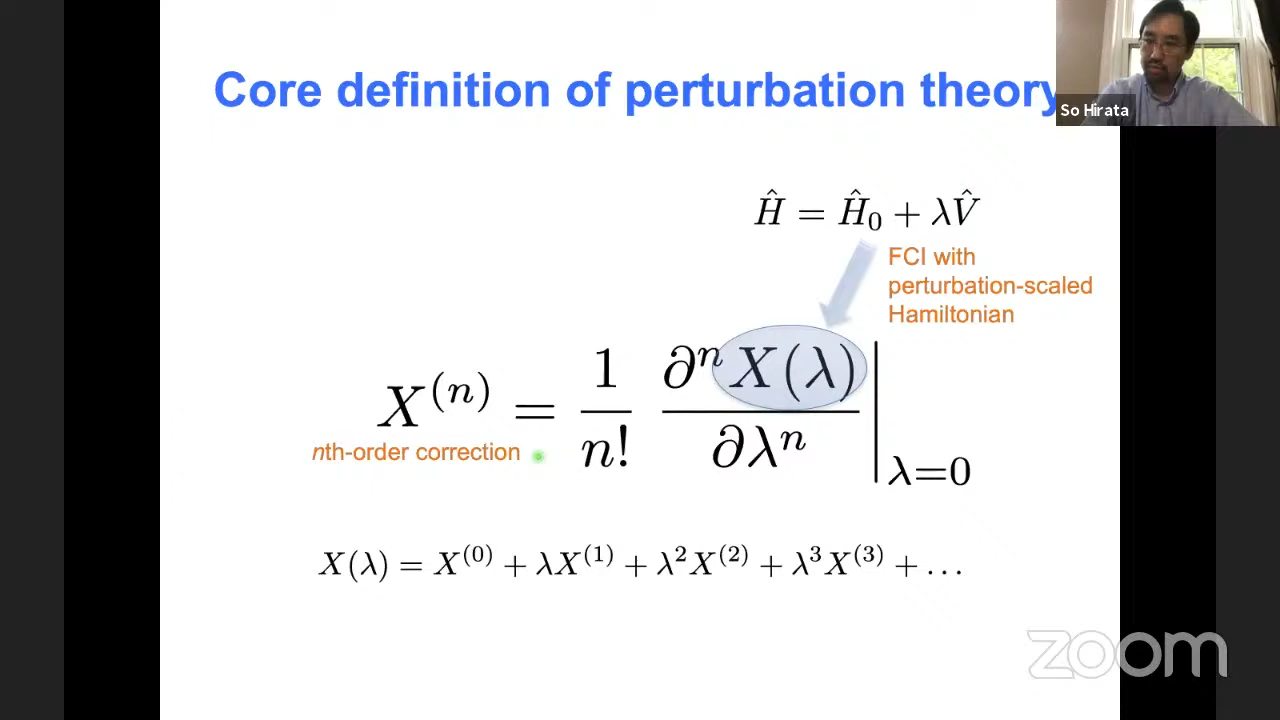 Core definition of perturbation theory
So Hirata
Ĥ = Ĥ₀ + λV̂
FCI with
perturbation-scaled
Hamiltonian
X⁽ⁿ⁾ = 1/n! ∂ⁿX(λ)/∂λⁿ |λ=0
nth-order correction
X(λ) = X⁽⁰⁾ + λX⁽¹⁾ + λ²X⁽²⁾ + λ³X⁽³⁾ + …
zoom